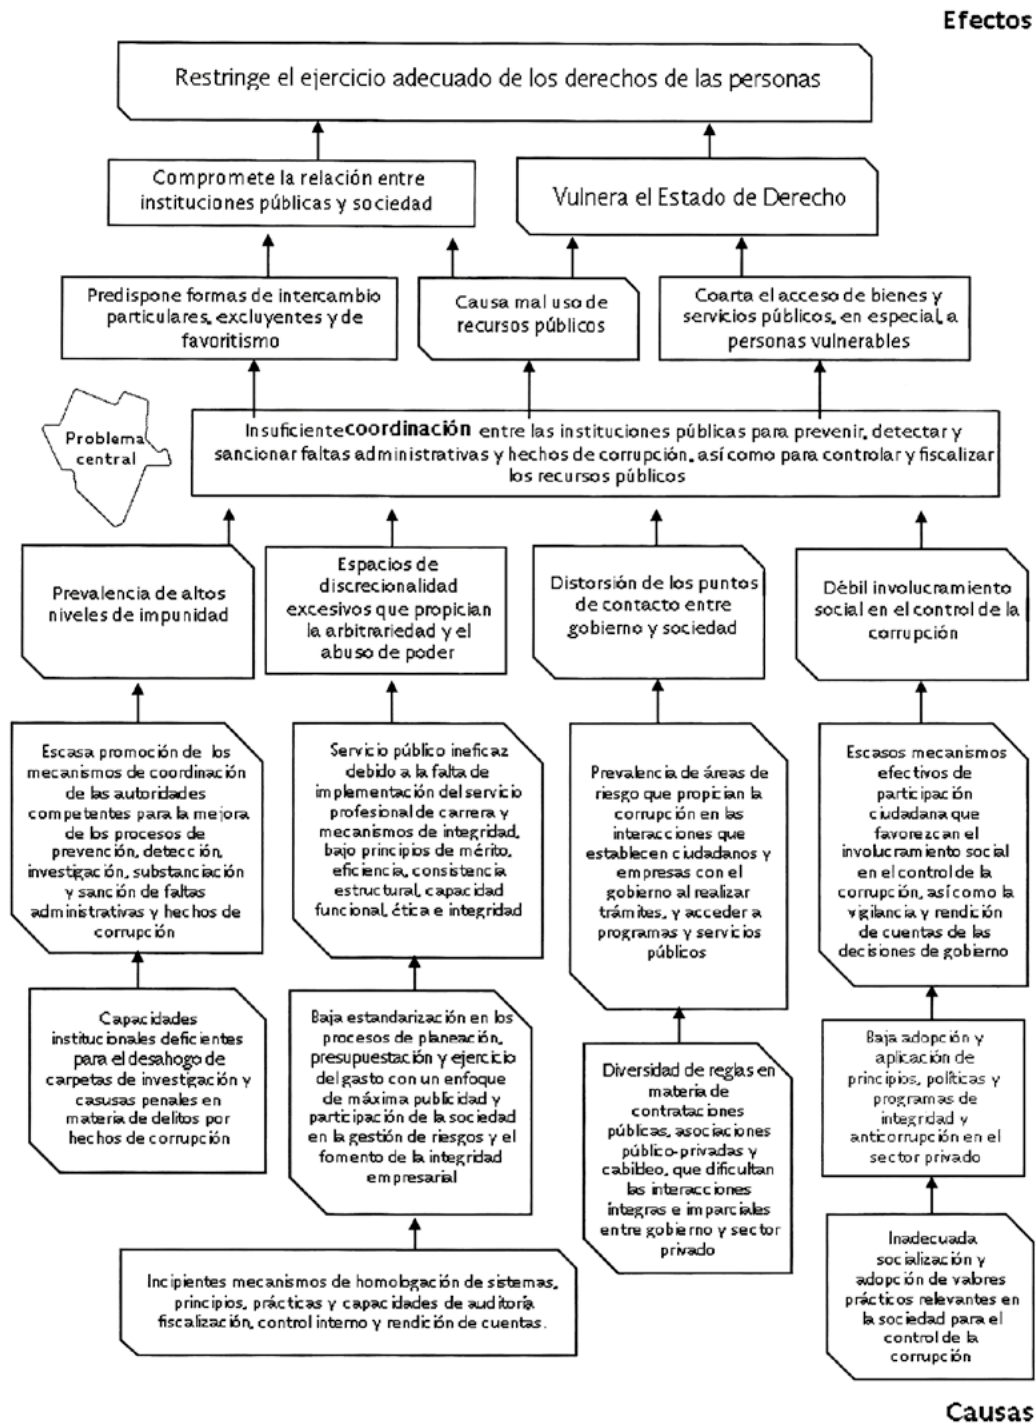 Efectos
Restringe el ejercicio adecuado de los derechos de las personas
Compromete la relación entre
instituciones públicas y sociedad
Vulnera el Estado de Derecho
Predispone formas de intercambio
particulares, excluyentes y de
favoritismo
Causa mal uso de
recursos públicos
Coarta el acceso de bienes y
servicios públicos, en especial, a
personas vulnerables
Problema
central
Insuficiente coordinación entre las instituciones públicas para prevenir, detectar y
sancionar faltas administrativas y hechos de corrupción, así como para controlar y fiscalizar
los recursos públicos
Prevalencia de altos
niveles de impunidad
Espacios de
discrecionalidad
excesivos que propician
la arbitrariedad y el
abuso de poder
Distorsión de los puntos
de contacto entre
gobierno y sociedad
Débil involucramiento
social en el control de la
corrupción
Escasa promoción de los
mecanismos de coordinación
de las autoridades
competentes para la mejora
de los procesos de
prevención, detección,
investigación, substanciación
y sanción de faltas
administrativas y hechos de
corrupción
Servicio público ineficaz
debido a la falta de
implementación del servicio
profesional de carrera y
mecanismos de integridad,
bajo principios de mérito,
eficiencia, consistencia
estructural, capacidad
funcional, ética e integridad
Prevalencia de áreas de
riesgo que propician la
corrupción en las
interacciones que
establecen ciudadanos y
empresas con el
gobierno al realizar
trámites, y acceder a
programas y servicios
públicos
Escasos mecanismos
efectivos de
participación
ciudadana que
favorezcan el
involucramiento social
en el control de la
corrupción, así como la
vigilancia y rendición
de cuentas de las
decisiones de gobierno
Capacidades
institucionales deficientes
para el desahogo de
carpetas de investigación y
casusas penales en
materia de delitos por
hechos de corrupción
Baja estandarización en los
procesos de planeación,
presupuestación y ejercicio
del gasto con un enfoque
de máxima publicidad y
participación de la sociedad
en la gestión de riesgos y el
fomento de la integridad
empresarial
Diversidad de reglas en
materia de
contrataciones
públicas, asociaciones
público-privadas y
cabildeo, que dificultan
las interacciones
íntegras e imparciales
entre gobierno y sector
privado
Baja adopción y
aplicación de
principios, políticas y
programas de
integridad y
anticorrupción en el
sector privado
Incipientes mecanismos de homologación de sistemas,
principios, prácticas y capacidades de auditoría
fiscalización, control interno y rendición de cuentas.
Inadecuada
socialización y
adopción de valores
prácticos relevantes en
la sociedad para el
control de la
corrupción
Causas